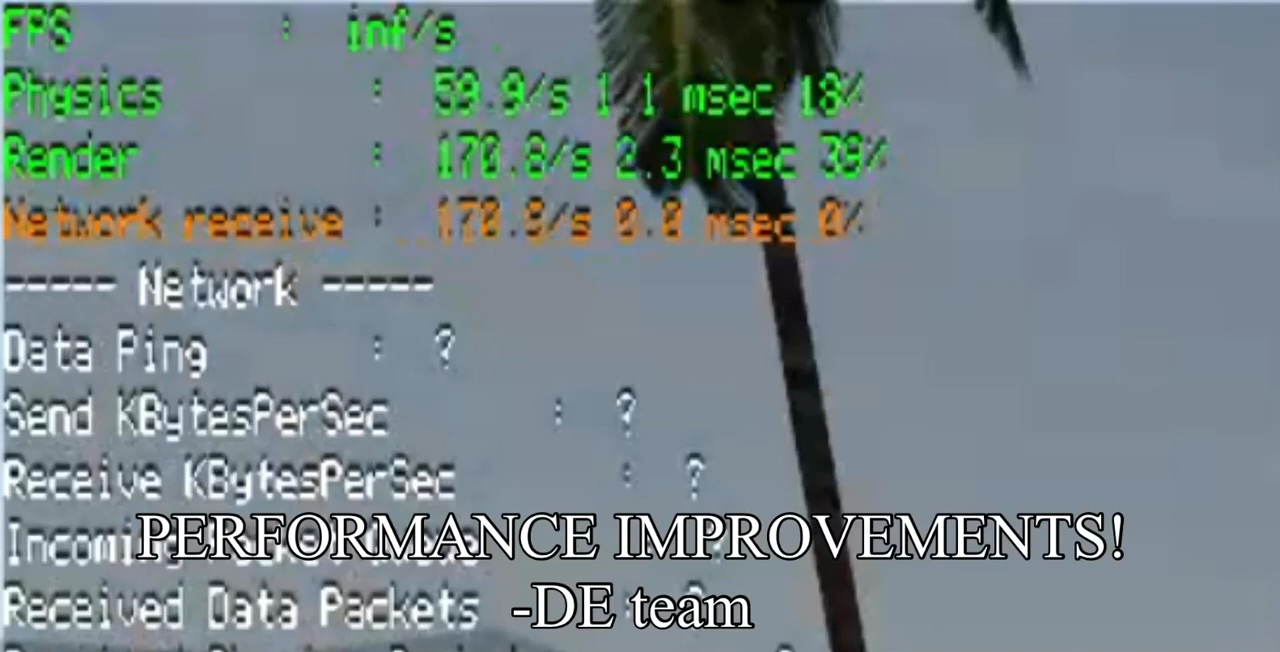 FPS : inf/s
Physics : 59.9/s 1.1 msec 18%
Render : 170.8/s 2.3 msec 39%
Network receive : 170.8/s 0.0 msec 0%
----- Network -----
Data Ping : ?
Send KBytesPerSec : ?
Receive KBytesPerSec : ?
PERFORMANCE IMPROVEMENTS!
Received Data Packets : ?
-DE team